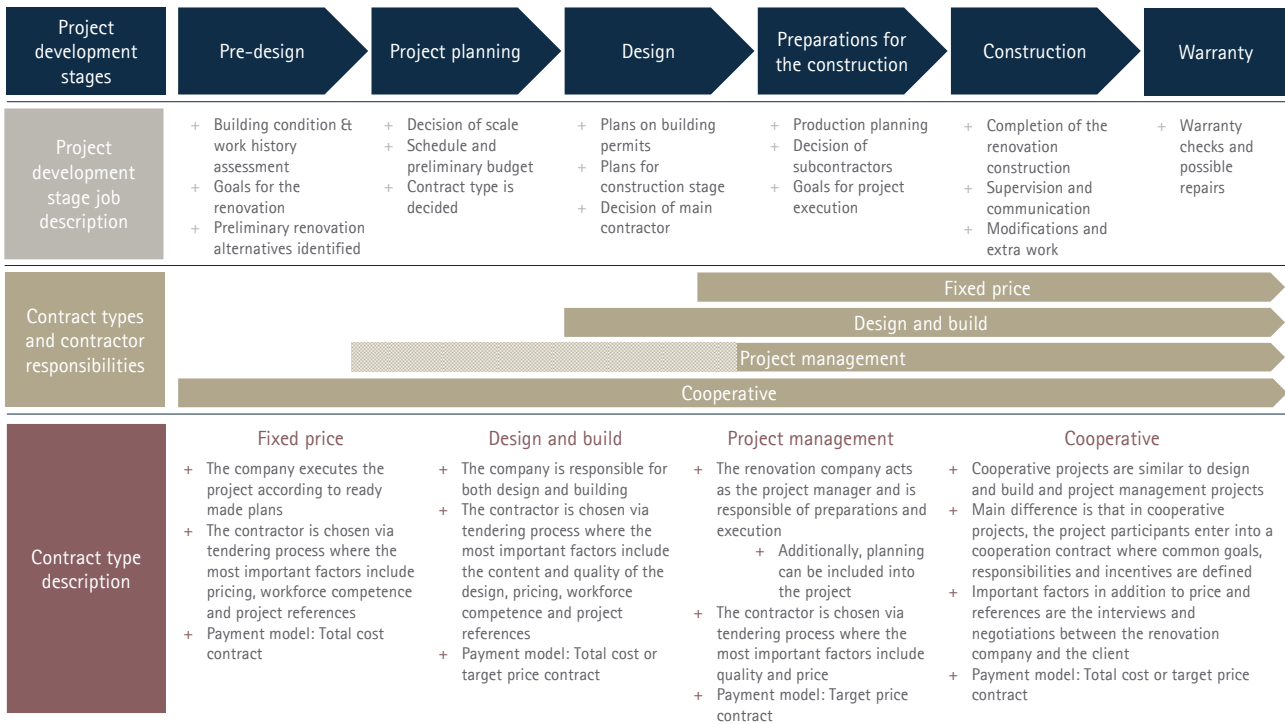 Project
development
stages
Pre-design
Project planning
Design
Preparations for
the construction
Construction
Warranty
Project
development
stage job
description
+ Building condition &
work history
assessment
+ Goals for the
renovation
+ Preliminary renovation
alternatives identified
+ Decision of scale
+ Schedule and
preliminary budget
+ Contract type is
decided
+ Plans on building
permits
+ Plans for
construction stage
+ Decision of main
contractor
+ Production planning
+ Decision of
subcontractors
+ Goals for project
execution
+ Completion of the
renovation
construction
+ Supervision and
communication
+ Modifications and
extra work
+ Warranty
checks and
possible
repairs
Contract types
and contractor
responsibilities
Fixed price
Design and build
Project management
Cooperative
Contract type
description
Fixed price
+ The company executes the
project according to ready
made plans
+ The contractor is chosen via
tendering process where the
most important factors include
pricing, workforce competence
and project references
+ Payment model: Total cost
contract
Design and build
+ The company is responsible for
both design and building
+ The contractor is chosen via
tendering process where the
most important factors include
the content and quality of the
design, pricing, workforce
competence and project
references
+ Payment model: Total cost or
target price contract
Project management
+ The renovation company acts
as the project manager and is
responsible of preparations and
execution
+ Additionally, planning
can be included into
the project
+ The contractor is chosen via
tendering process where the
most important factors include
quality and price
+ Payment model: Target price
contract
Cooperative
+ Cooperative projects are similar to design
and build and project management projects
+ Main difference is that in cooperative
projects, the project participants enter into a
cooperation contract where common goals,
responsibilities and incentives are defined
+ Important factors in addition to price and
references are the interviews and
negotiations between the renovation
company and the client
+ Payment model: Total cost or target price
contract